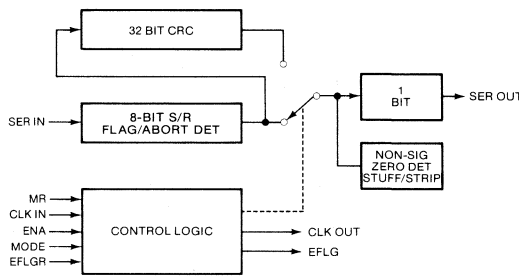 32 BIT CRC
SER IN
8-BIT S/R
FLAG/ABORT DET
1
BIT
SER OUT
NON-SIG
ZERO DET
STUFF/STRIP
MR
CLK IN
ENA
MODE
EFLGR
CONTROL LOGIC
CLK OUT
EFLG